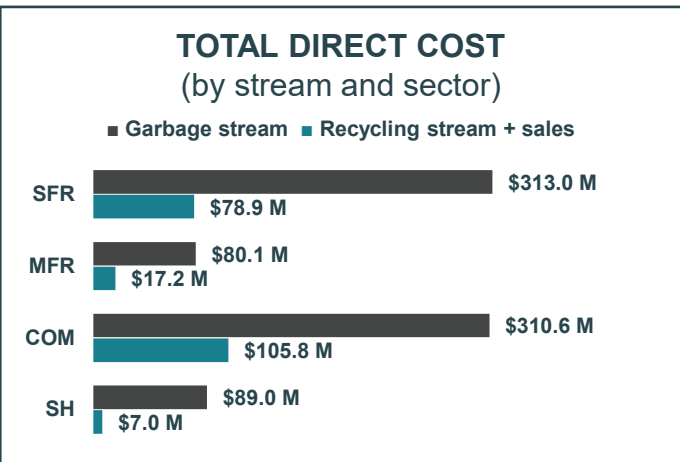 TOTAL DIRECT COST
(by stream and sector)
Garbage stream Recycling stream + sales
SFR
$313.0 M
$78.9 M
MFR
$80.1 M
$17.2 M
COM
$310.6 M
$105.8 M
SH
$89.0 M
$7.0 M